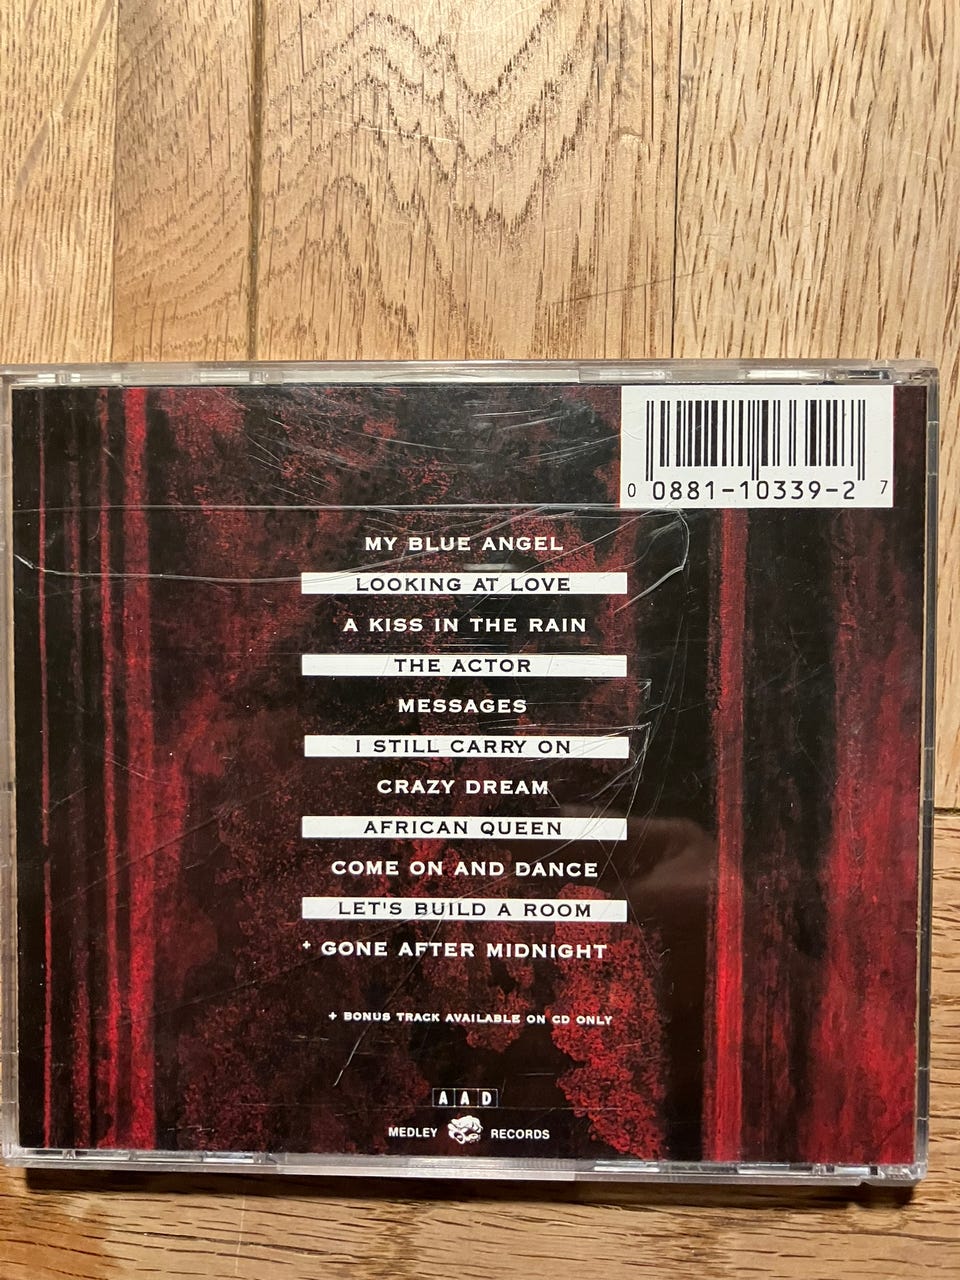 0 0881-10339-2 7
MY BLUE ANGEL
LOOKING AT LOVE
A KISS IN THE RAIN
THE ACTOR
MESSAGES
I STILL CARRY ON
CRAZY DREAM
AFRICAN QUEEN
COME ON AND DANCE
LET'S BUILD A ROOM
+ GONE AFTER MIDNIGHT
+ BONUS TRACK AVAILABLE ON CD ONLY
AAD
MEDLEY RECORDS